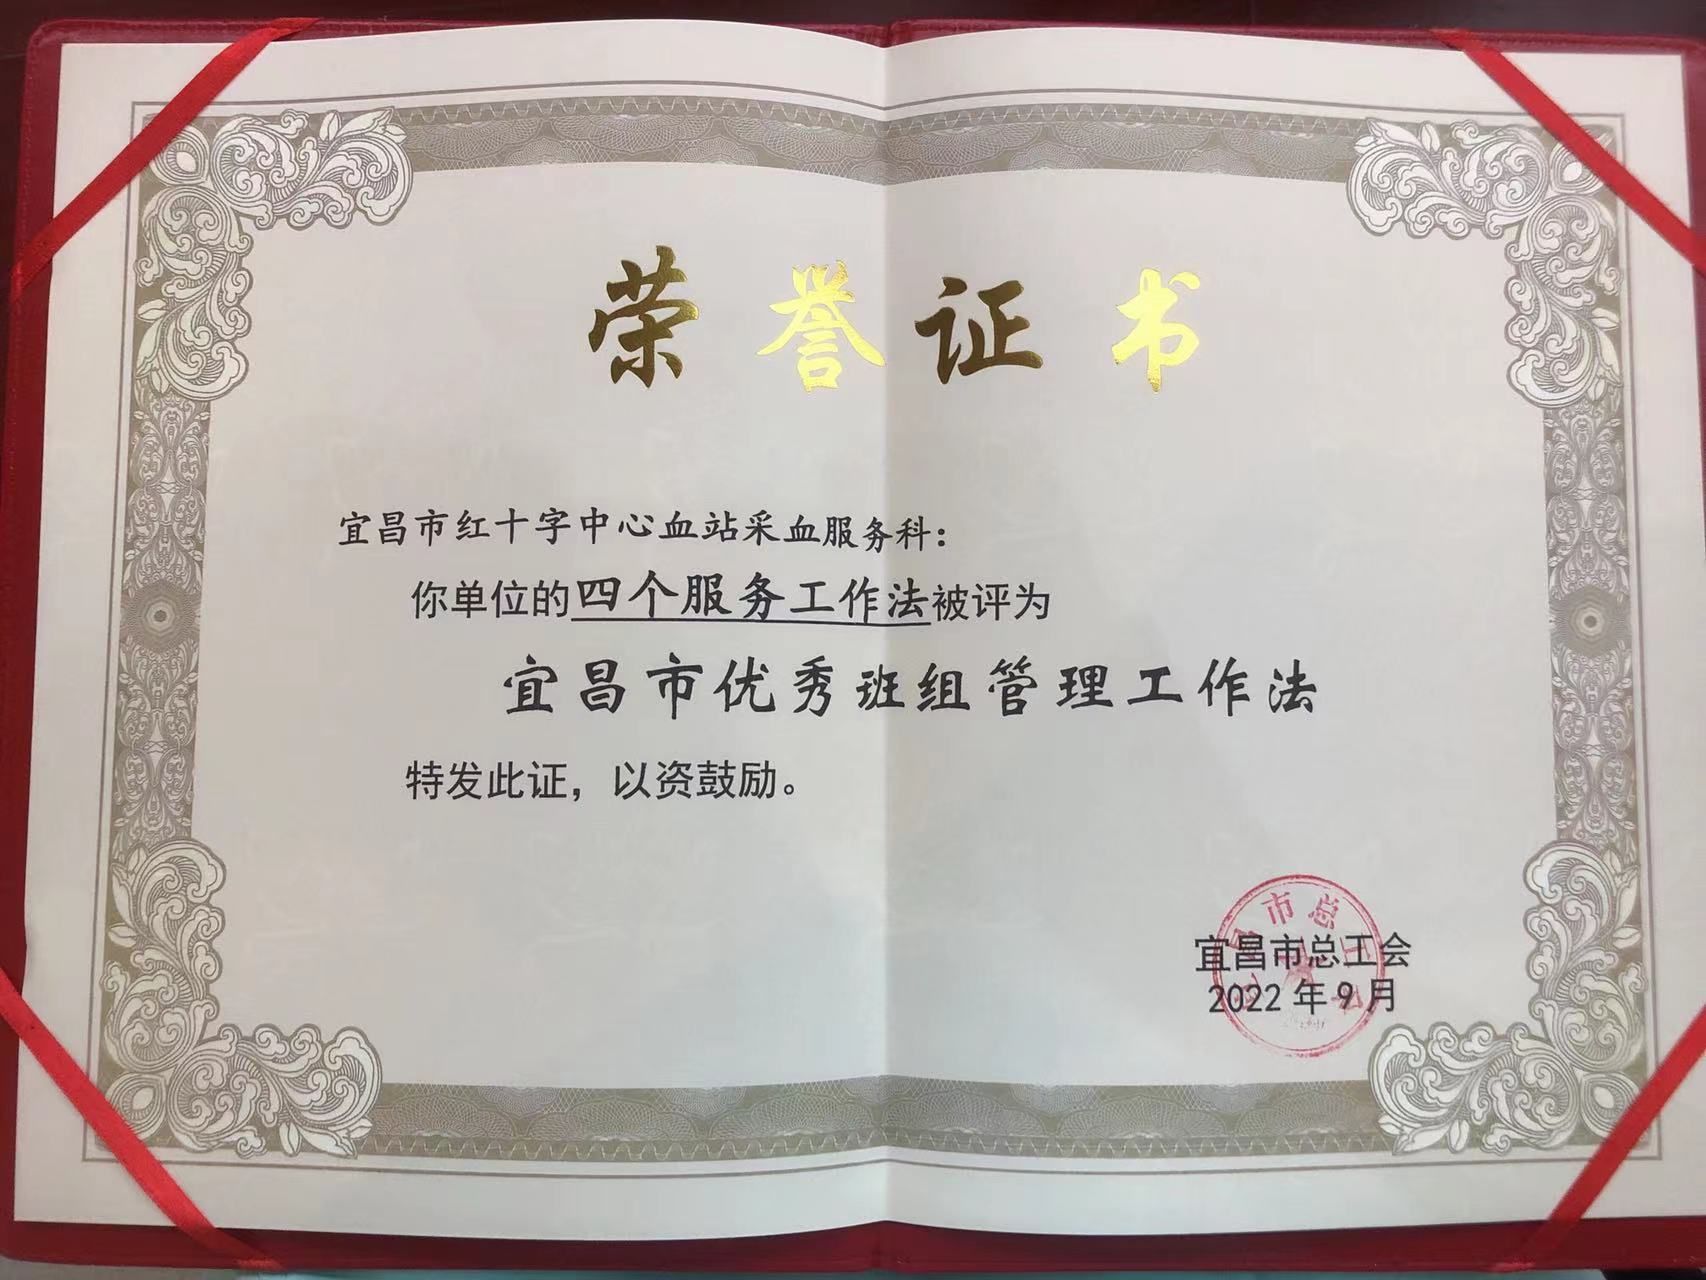 荣誉证书
宜昌市红十字中心血站采血服务科：
你单位的四个服务工作法被评为
宜昌市优秀班组管理工作法
特发此证，以资鼓励。
宜昌市总工会
2022年9月